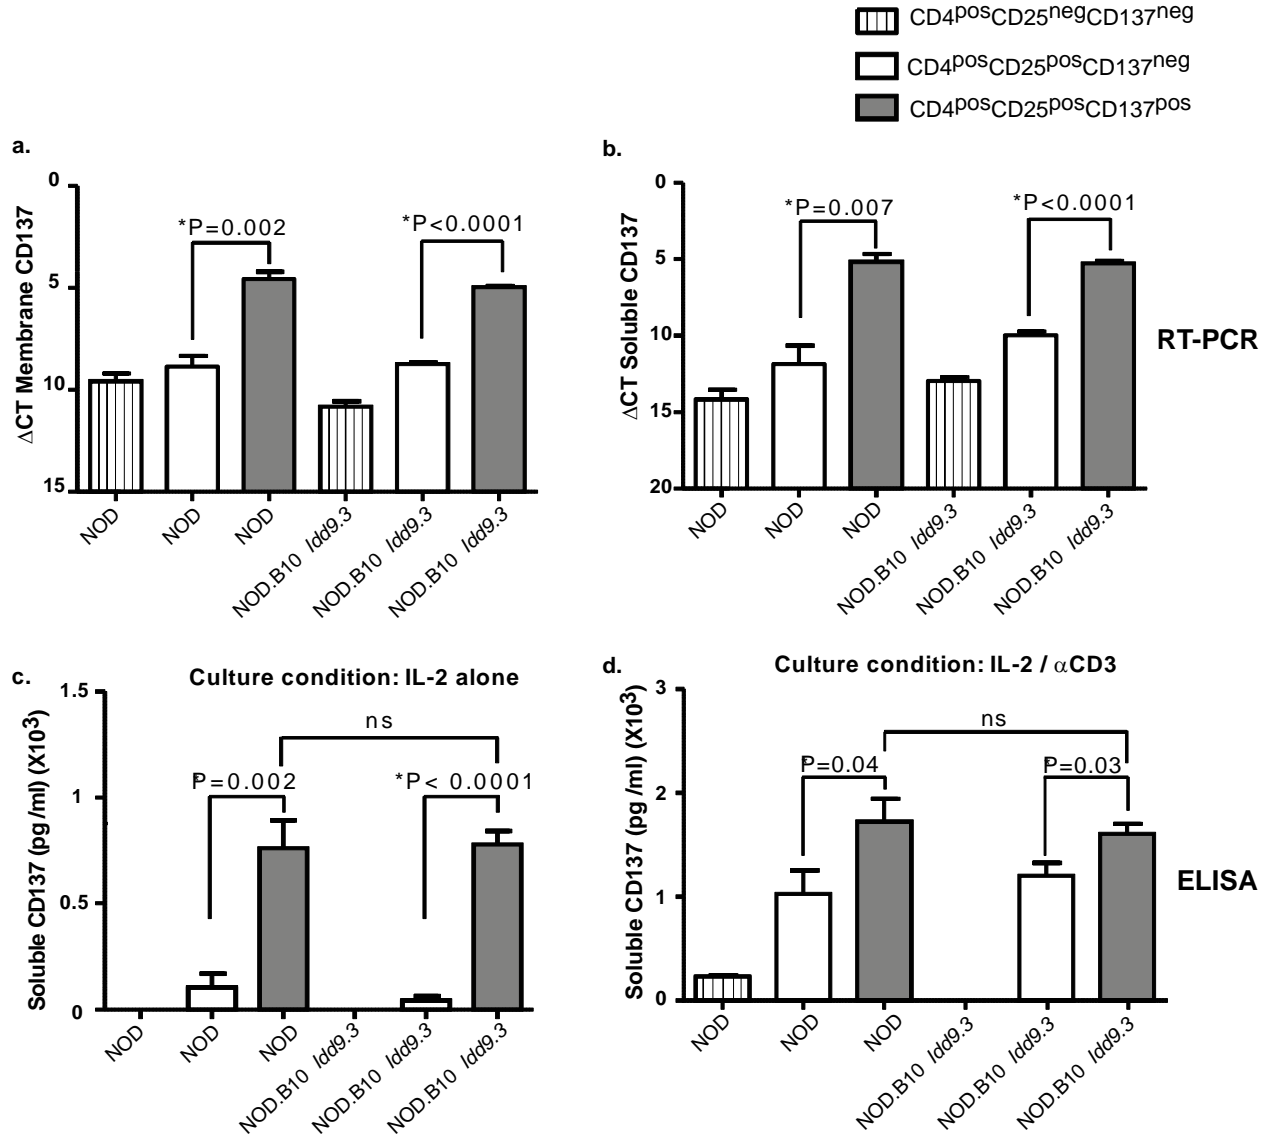 CD4posCD25negCD137neg
CD4posCD25posCD137neg
CD4posCD25posCD137pos
a.
ΔCT Membrane CD137
0
5
10
15
*P=0.002
*P<0.0001
NOD
NOD
NOD
NOD.B10 Idd9.3
NOD.B10 Idd9.3
NOD.B10 Idd9.3
b.
ΔCT Soluble CD137
0
5
10
15
20
*P=0.007
*P<0.0001
NOD
NOD
NOD
NOD.B10 Idd9.3
NOD.B10 Idd9.3
NOD.B10 Idd9.3
RT-PCR
c.
Culture condition: IL-2 alone
Soluble CD137 (pg /ml) (X103)
1.5
1
0.5
0
ns
*P=0.002
*P< 0.0001
NOD
NOD
NOD
NOD.B10 Idd9.3
NOD.B10 Idd9.3
NOD.B10 Idd9.3
d.
Culture condition: IL-2 / αCD3
Soluble CD137 (pg /ml) (X103)
3
2
1
0
ns
*P=0.04
*P=0.03
NOD
NOD
NOD
NOD.B10 Idd9.3
NOD.B10 Idd9.3
NOD.B10 Idd9.3
ELISA